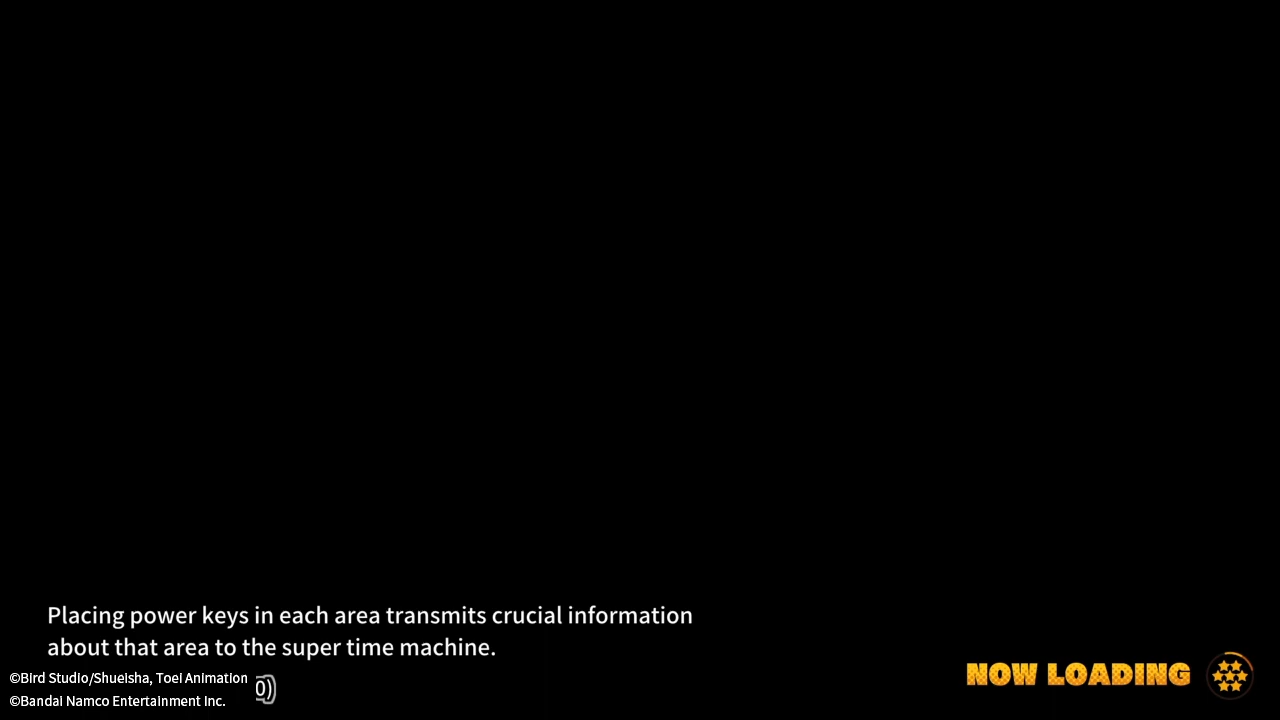 Placing power keys in each area transmits crucial information
about that area to the super time machine.
©Bird Studio/Shueisha, Toei Animation
©Bandai Namco Entertainment Inc.
NOW LOADING